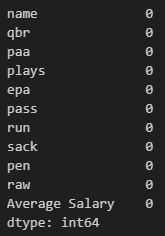 name 0
qbr 0
paa 0
plays 0
epa 0
pass 0
run 0
sack 0
pen 0
raw 0
Average Salary 0
dtype: int64